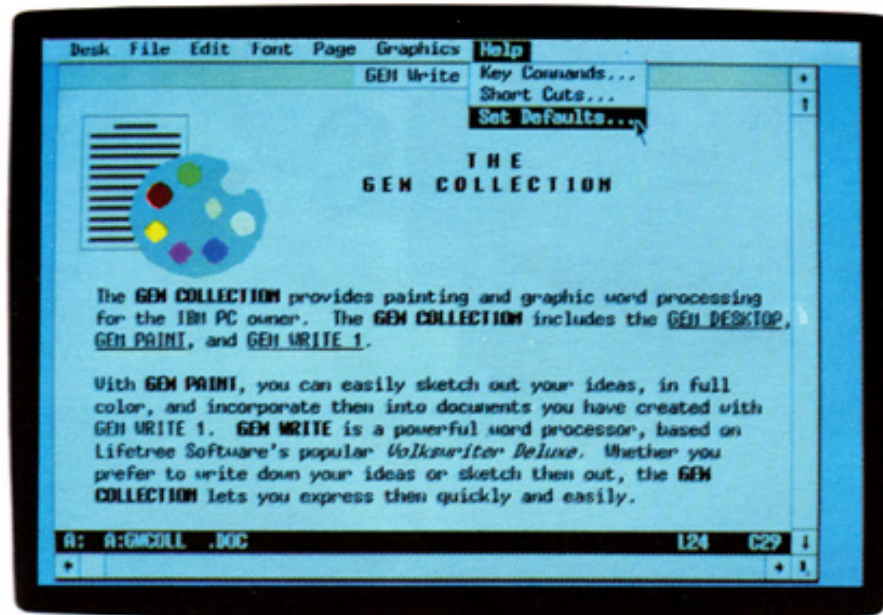 Desk File Edit Font Page Graphics Help
GEM Write
Key Commands...
Short Cuts...
Set Defaults...
THE
GEM COLLECTION
The GEM COLLECTION provides painting and graphic word processing
for the IBM PC owner. The GEM COLLECTION includes the GEM DESKTOP,
GEM PAINT, and GEM WRITE 1.
With GEM PAINT, you can easily sketch out your ideas, in full
color, and incorporate them into documents you have created with
GEM WRITE 1. GEM WRITE is a powerful word processor, based on
Lifetree Software's popular Volkswriter Deluxe. Whether you
prefer to write down your ideas or sketch them out, the GEM
COLLECTION lets you express them quickly and easily.
A: A:GWCOLL .DOC L24 C29